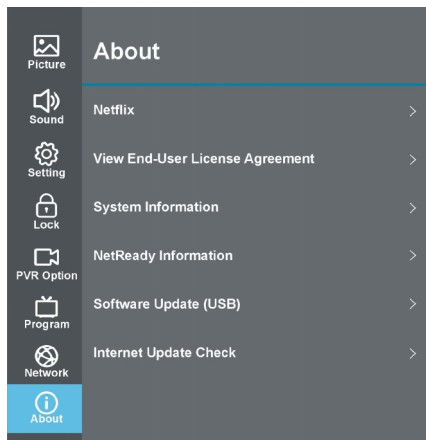 Picture
Sound
Setting
Lock
PVR Option
Program
Network
About
About
Netflix
View End-User License Agreement
System Information
NetReady Information
Software Update (USB)
Internet Update Check